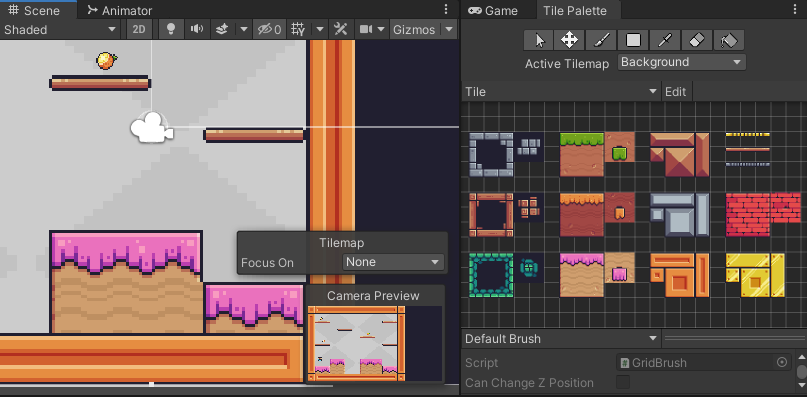 Scene
Animator
Game
Tile Palette
Shaded
2D
0
Gizmos
Active Tilemap
Background
Tile
Edit
Tilemap
Focus On
None
Camera Preview
Default Brush
Script
GridBrush
Can Change Z Position